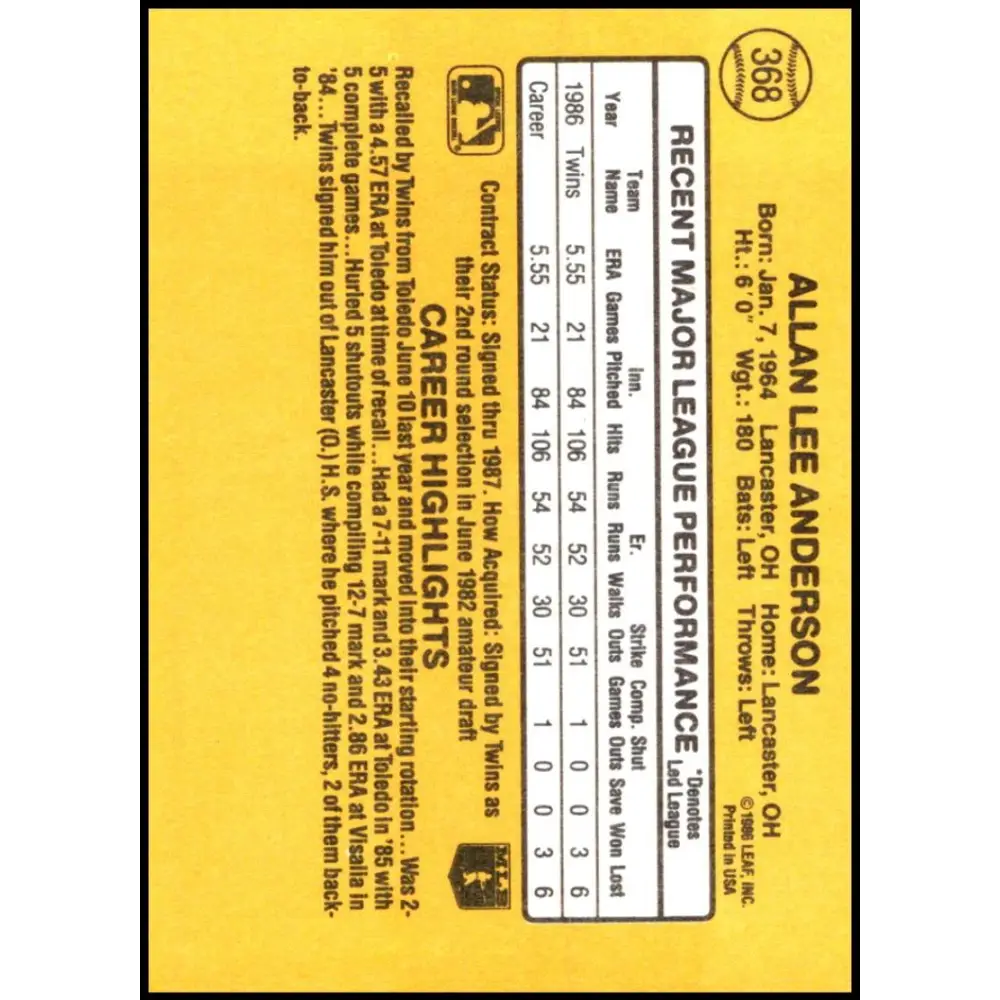 368
ALLAN LEE ANDERSON
Born: Jan. 7, 1964 Lancaster, OH Home: Lancaster, OH
Ht.: 6'0" Wgt.: 180 Bats: Left Throws: Left
©1986 LEAF, INC.
Printed in USA
RECENT MAJOR LEAGUE PERFORMANCE
*Denotes
Led League
Team Inn. Er. Strike Comp. Shut
Year Name ERA Games Pitched Hits Runs Runs Walks Outs Games Outs Save Won Lost
1986 Twins 5.55 21 84 106 54 52 30 51 1 0 0 3 6
Career 5.55 21 84 106 54 52 30 51 1 0 0 3 6
Contract Status: Signed thru 1987. How Acquired: Signed by Twins as
their 2nd round selection in June 1982 amateur draft
MLB
CAREER HIGHLIGHTS
Recalled by Twins from Toledo June 10 last year and moved into their starting rotation... Was 2-
5 with a 4.57 ERA at Toledo at time of recall... Had a 7-11 mark and 3.43 ERA at Toledo in '85 with
5 complete games... Hurled 5 shutouts while compiling 12-7 mark and 2.86 ERA at Visalia in
'84... Twins signed him out of Lancaster (O.) H.S. where he pitched 4 no-hitters, 2 of them back-
to-back.